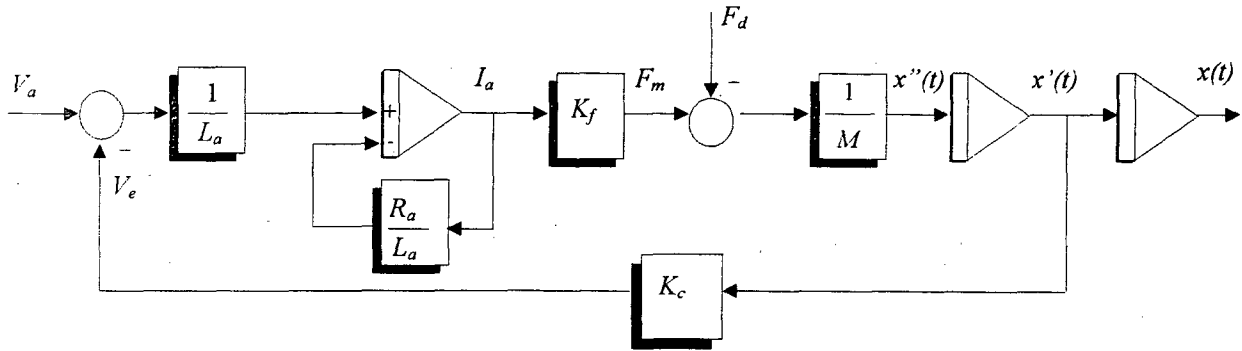 F_d
–
V_a
1
L_a
+
-
I_a
K_f
F_m
1
M
x''(t)
x'(t)
x(t)
–
V_e
R_a
L_a
K_c